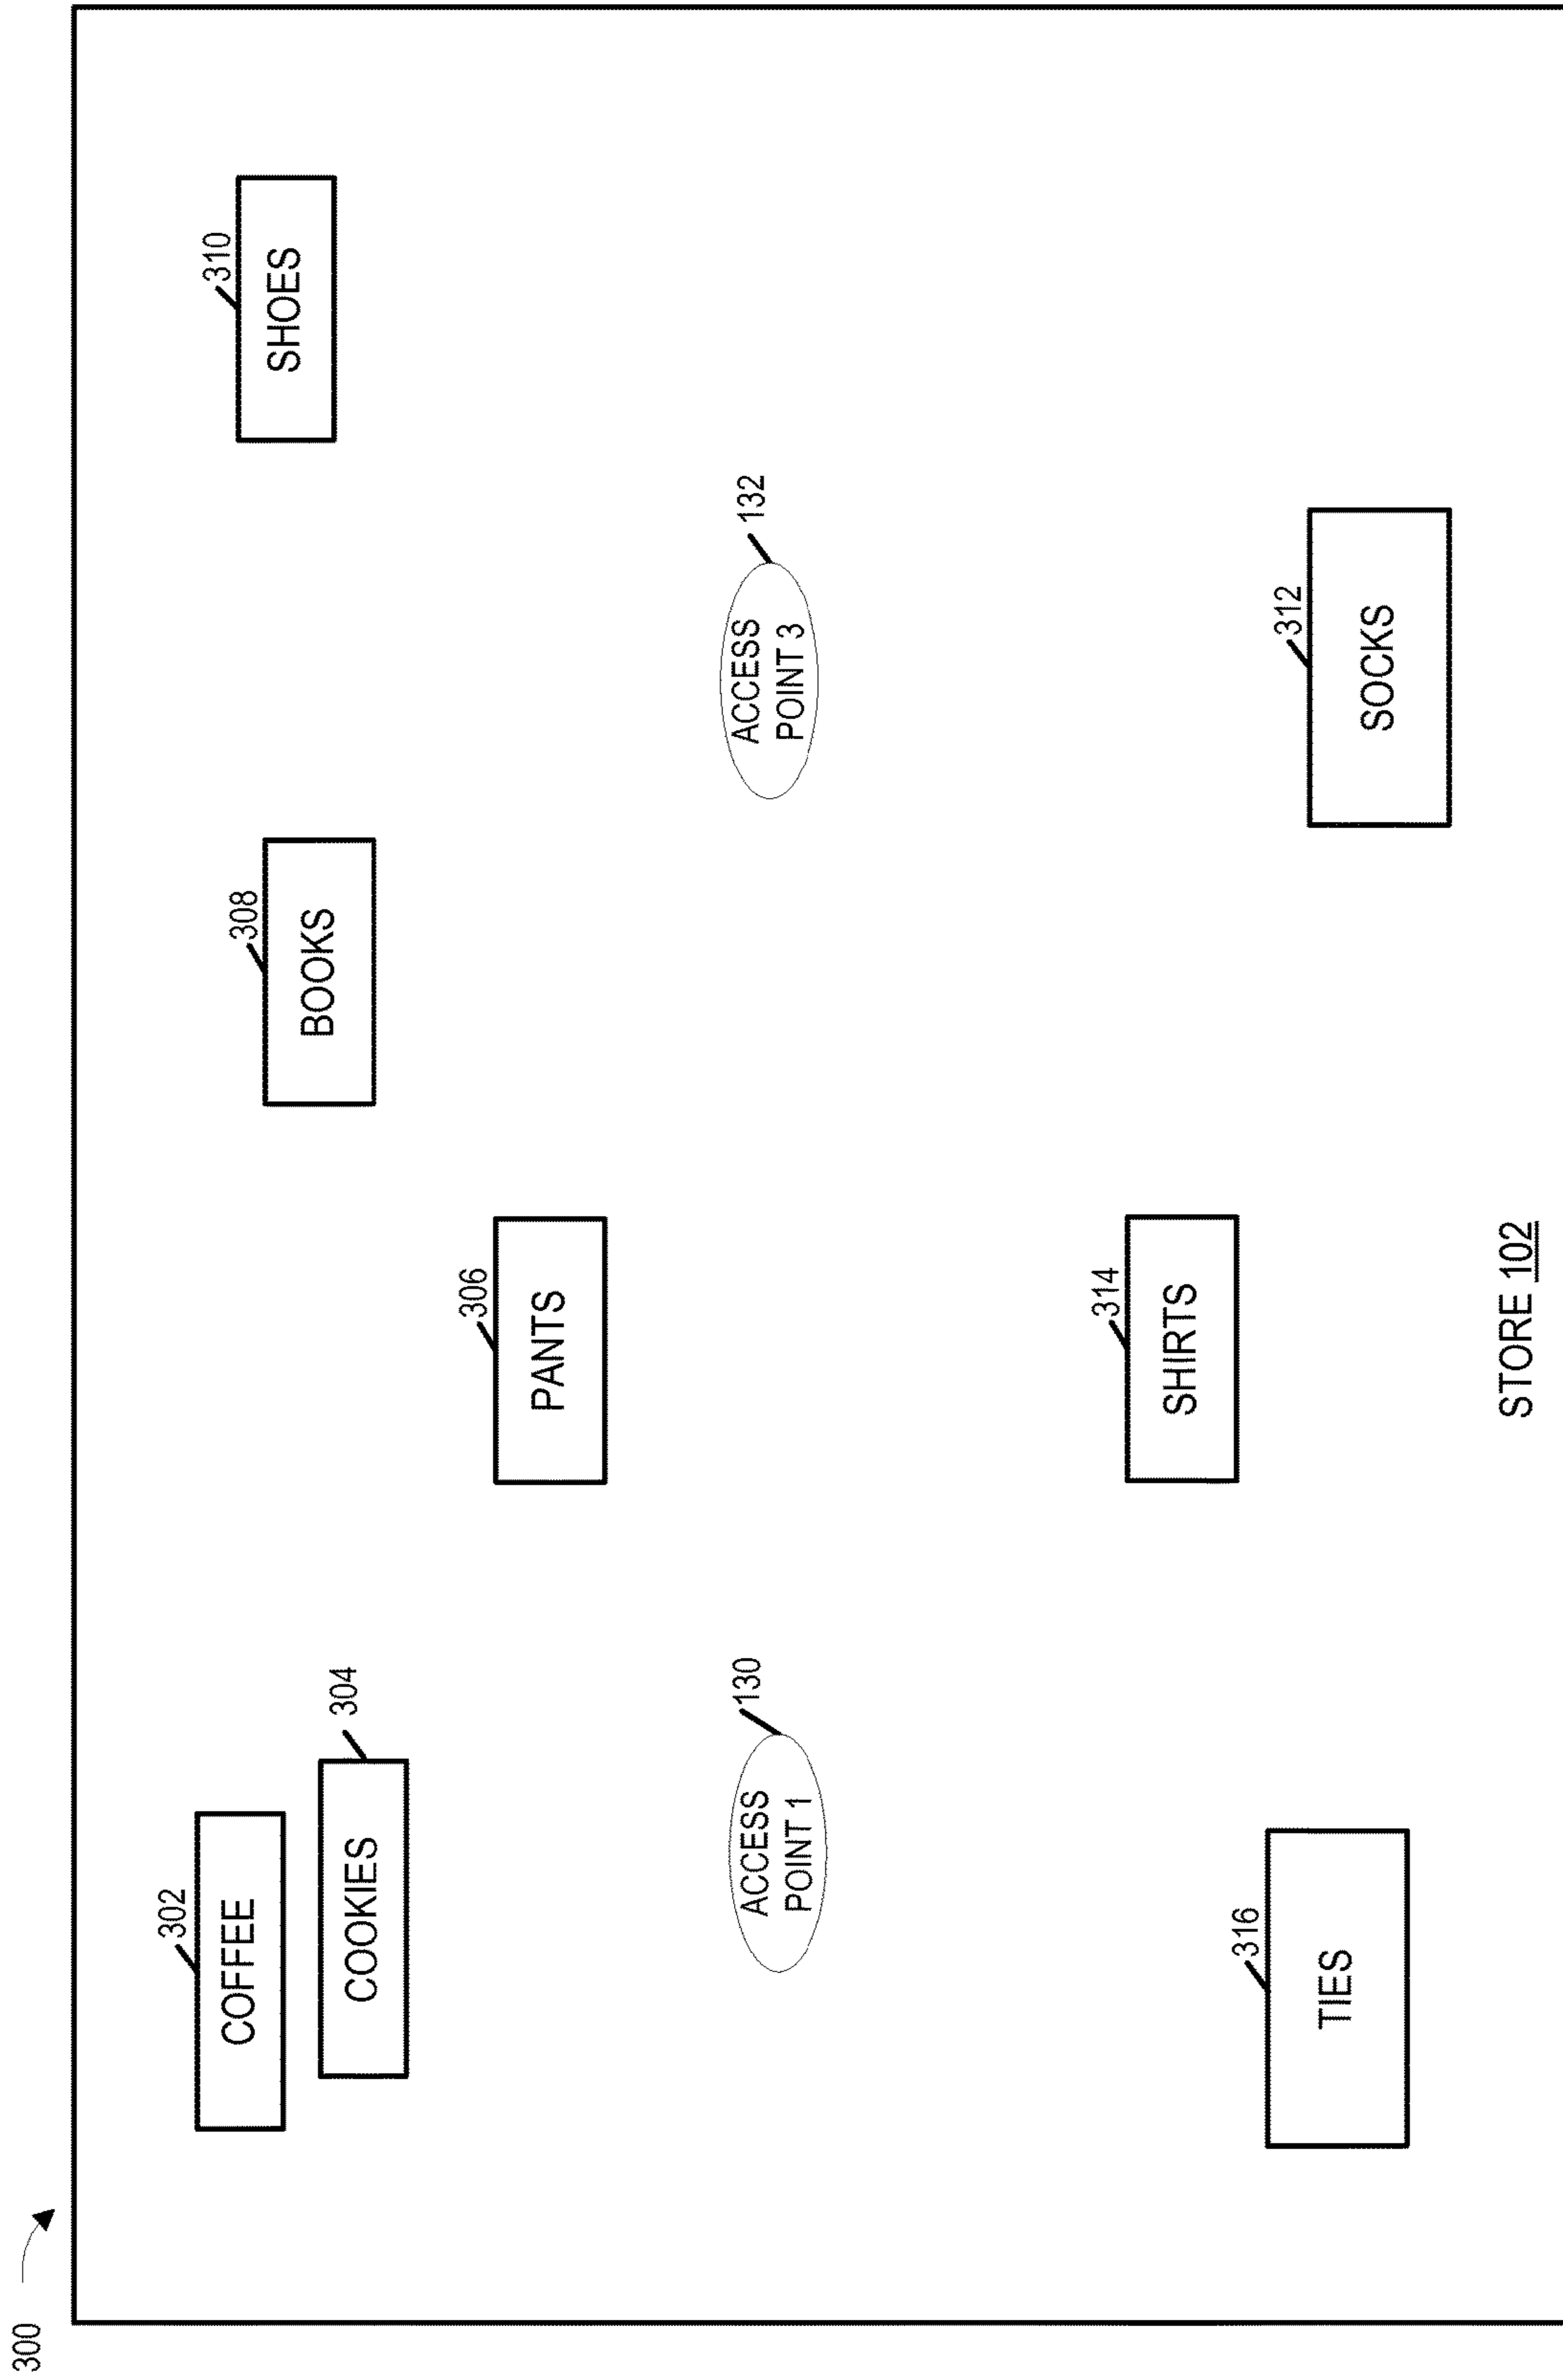 300
302
COFFEE
304
COOKIES
306
PANTS
308
BOOKS
310
SHOES
130
ACCESS
POINT 1
132
ACCESS
POINT 3
316
TIES
314
SHIRTS
312
SOCKS
STORE 102